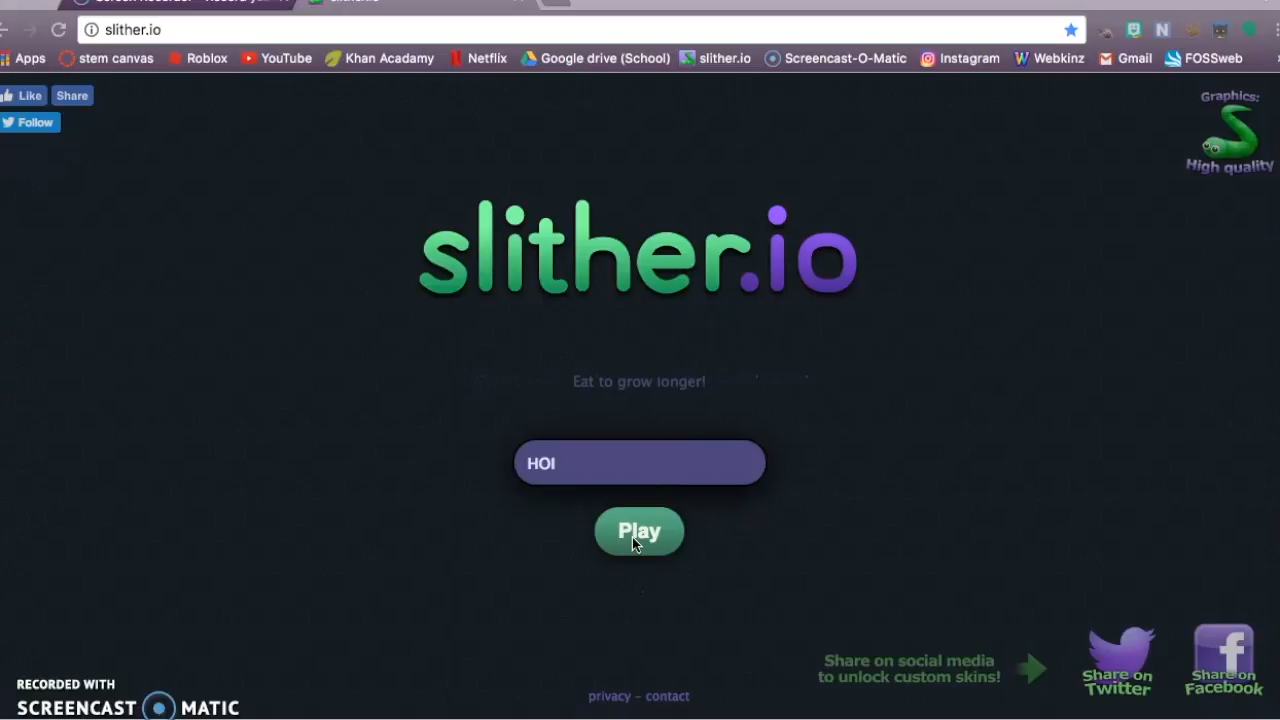 slither.io
slither.io
Apps stem canvas Roblox YouTube Khan Acadamy Netflix Google drive (School) slither.io Screencast-O-Matic Instagram Webkinz Gmail FOSSweb
Like Share
Follow
Graphics:
High quality
slither.io
Eat to grow longer!
HOI
Play
Share on social media
to unlock custom skins!
Share on
Twitter
Share on
Facebook
privacy - contact
RECORDED WITH
SCREENCAST MATIC